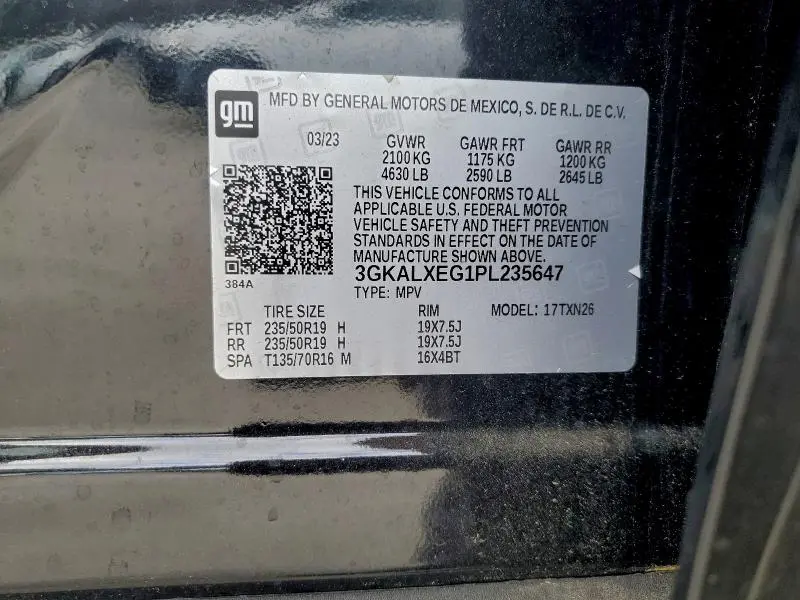 gm MFD BY GENERAL MOTORS DE MEXICO, S. DE R.L. DE C.V.
03/23 GVWR GAWR FRT GAWR RR
2100 KG 1175 KG 1200 KG
4630 LB 2590 LB 2645 LB
THIS VEHICLE CONFORMS TO ALL
APPLICABLE U.S. FEDERAL MOTOR
VEHICLE SAFETY AND THEFT PREVENTION
STANDARDS IN EFFECT ON THE DATE OF
MANUFACTURE SHOWN ABOVE.
384A
3GKALXEG1PL235647
TYPE: MPV
TIRE SIZE RIM MODEL: 17TXN26
FRT 235/50R19 H 19X7.5J
RR 235/50R19 H 19X7.5J
SPA T135/70R16 M 16X4BT